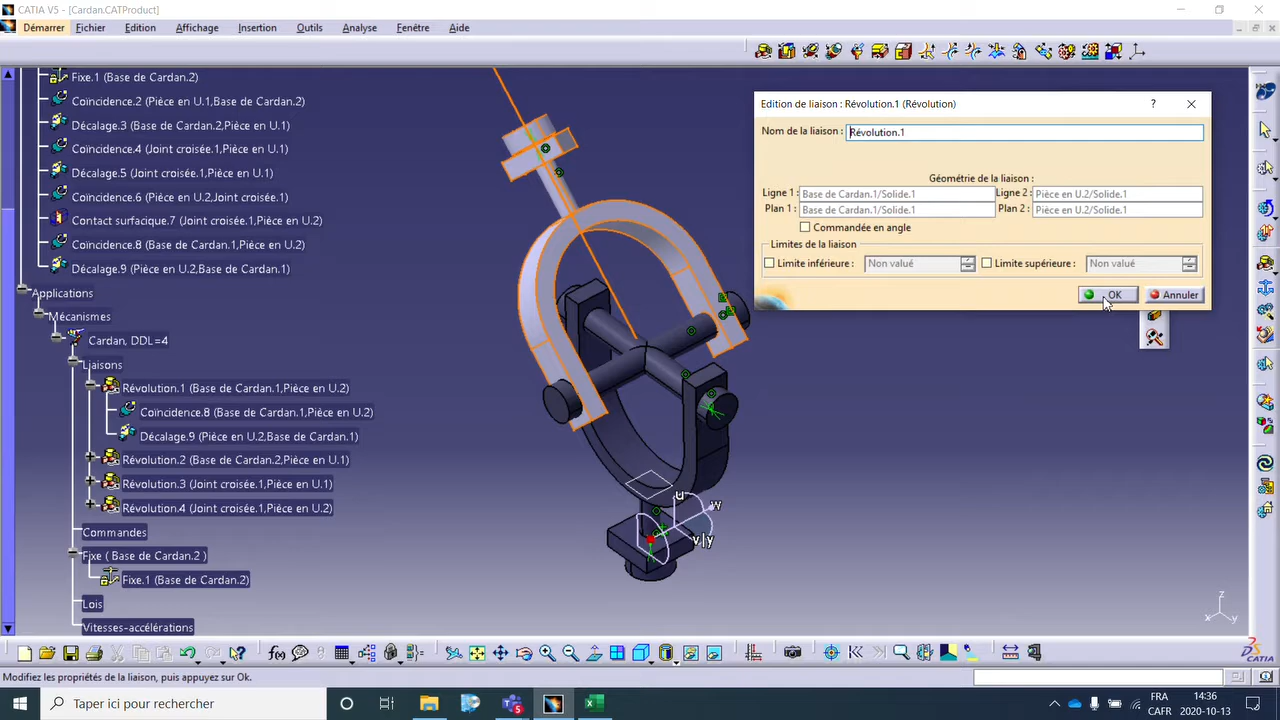 CATIA V5 - [Cardan.CATProduct]
Démarrer Fichier Edition Affichage Insertion Outils Analyse Fenêtre Aide
Fixe.1 (Base de Cardan.2)
Coïncidence.2 (Pièce en U.1,Base de Cardan.2)
Décalage.3 (Base de Cardan.2,Pièce en U.1)
Coïncidence.4 (Joint croisée.1,Pièce en U.1)
Décalage.5 (Joint croisée.1,Pièce en U.1)
Coïncidence.6 (Pièce en U.2,Joint croisée.1)
Contact surfacique.7 (Joint croisée.1,Pièce en U.2)
Coïncidence.8 (Base de Cardan.1,Pièce en U.2)
Décalage.9 (Pièce en U.2,Base de Cardan.1)
Applications
Mécanismes
Cardan, DDL=4
Liaisons
Révolution.1 (Base de Cardan.1,Pièce en U.2)
Coïncidence.8 (Base de Cardan.1,Pièce en U.2)
Décalage.9 (Pièce en U.2,Base de Cardan.1)
Révolution.2 (Base de Cardan.2,Pièce en U.1)
Révolution.3 (Joint croisée.1,Pièce en U.1)
Révolution.4 (Joint croisée.1,Pièce en U.2)
Commandes
Fixe ( Base de Cardan.2 )
Fixe.1 (Base de Cardan.2)
Lois
Vitesses-accélérations
Edition de liaison : Révolution.1 (Révolution)
?
Nom de la liaison : Révolution.1
Géométrie de la liaison :
Ligne 1 : Base de Cardan.1/Solide.1 Ligne 2 : Pièce en U.2/Solide.1
Plan 1 : Base de Cardan.1/Solide.1 Plan 2 : Pièce en U.2/Solide.1
Commandée en angle
Limites de la liaison
Limite inférieure : Non valué Limite supérieure : Non valué
OK Annuler
u
w
v|y
z
x y
f(x)
DS CATIA
Modifiez les propriétés de la liaison, puis appuyez sur Ok.
Taper ici pour rechercher
FRA
CAFR
14:36
2020-10-13